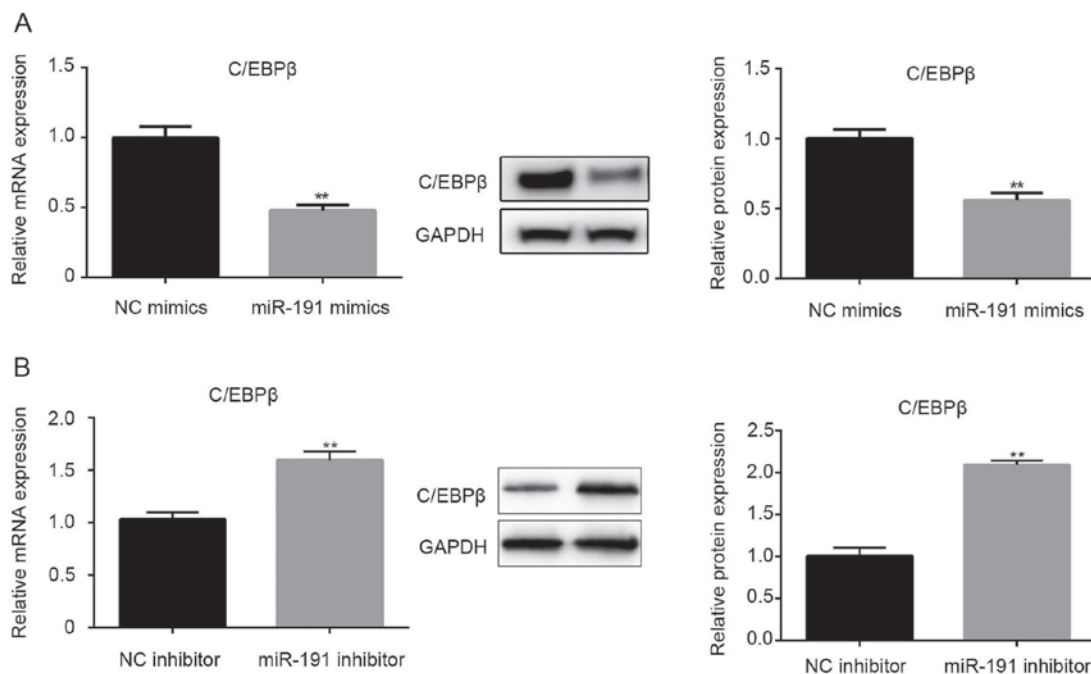 A
C/EBPβ
Relative mRNA expression
1.5
1.0
0.5
0
**
NC mimics
miR-191 mimics
C/EBPβ
GAPDH
C/EBPβ
Relative protein expression
1.5
1.0
0.5
0.0
**
NC mimics
miR-191 mimics
B
C/EBPβ
Relative mRNA expression
2.0
1.5
1.0
0.5
0
**
NC inhibitor
miR-191 inhibitor
C/EBPβ
GAPDH
C/EBPβ
Relative protein expression
2.5
2.0
1.5
1.0
0.5
0.0
**
NC inhibitor
miR-191 inhibitor